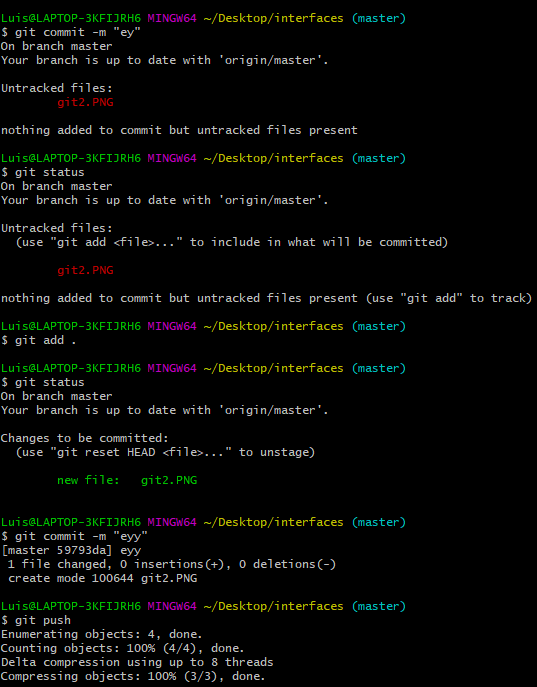 Luis@LAPTOP-3KFIJRH6 MINGW64 ~/Desktop/interfaces (master)
$ git commit -m "ey"
On branch master
Your branch is up to date with 'origin/master'.
Untracked files:
git2.PNG
nothing added to commit but untracked files present
Luis@LAPTOP-3KFIJRH6 MINGW64 ~/Desktop/interfaces (master)
$ git status
On branch master
Your branch is up to date with 'origin/master'.
Untracked files:
(use "git add <file>..." to include in what will be committed)
git2.PNG
nothing added to commit but untracked files present (use "git add" to track)
Luis@LAPTOP-3KFIJRH6 MINGW64 ~/Desktop/interfaces (master)
$ git add .
Luis@LAPTOP-3KFIJRH6 MINGW64 ~/Desktop/interfaces (master)
$ git status
On branch master
Your branch is up to date with 'origin/master'.
Changes to be committed:
(use "git reset HEAD <file>..." to unstage)
new file:   git2.PNG
Luis@LAPTOP-3KFIJRH6 MINGW64 ~/Desktop/interfaces (master)
$ git commit -m "eyy"
[master 59793da] eyy
1 file changed, 0 insertions(+), 0 deletions(-)
create mode 100644 git2.PNG
Luis@LAPTOP-3KFIJRH6 MINGW64 ~/Desktop/interfaces (master)
$ git push
Enumerating objects: 4, done.
Counting objects: 100% (4/4), done.
Delta compression using up to 8 threads
Compressing objects: 100% (3/3), done.